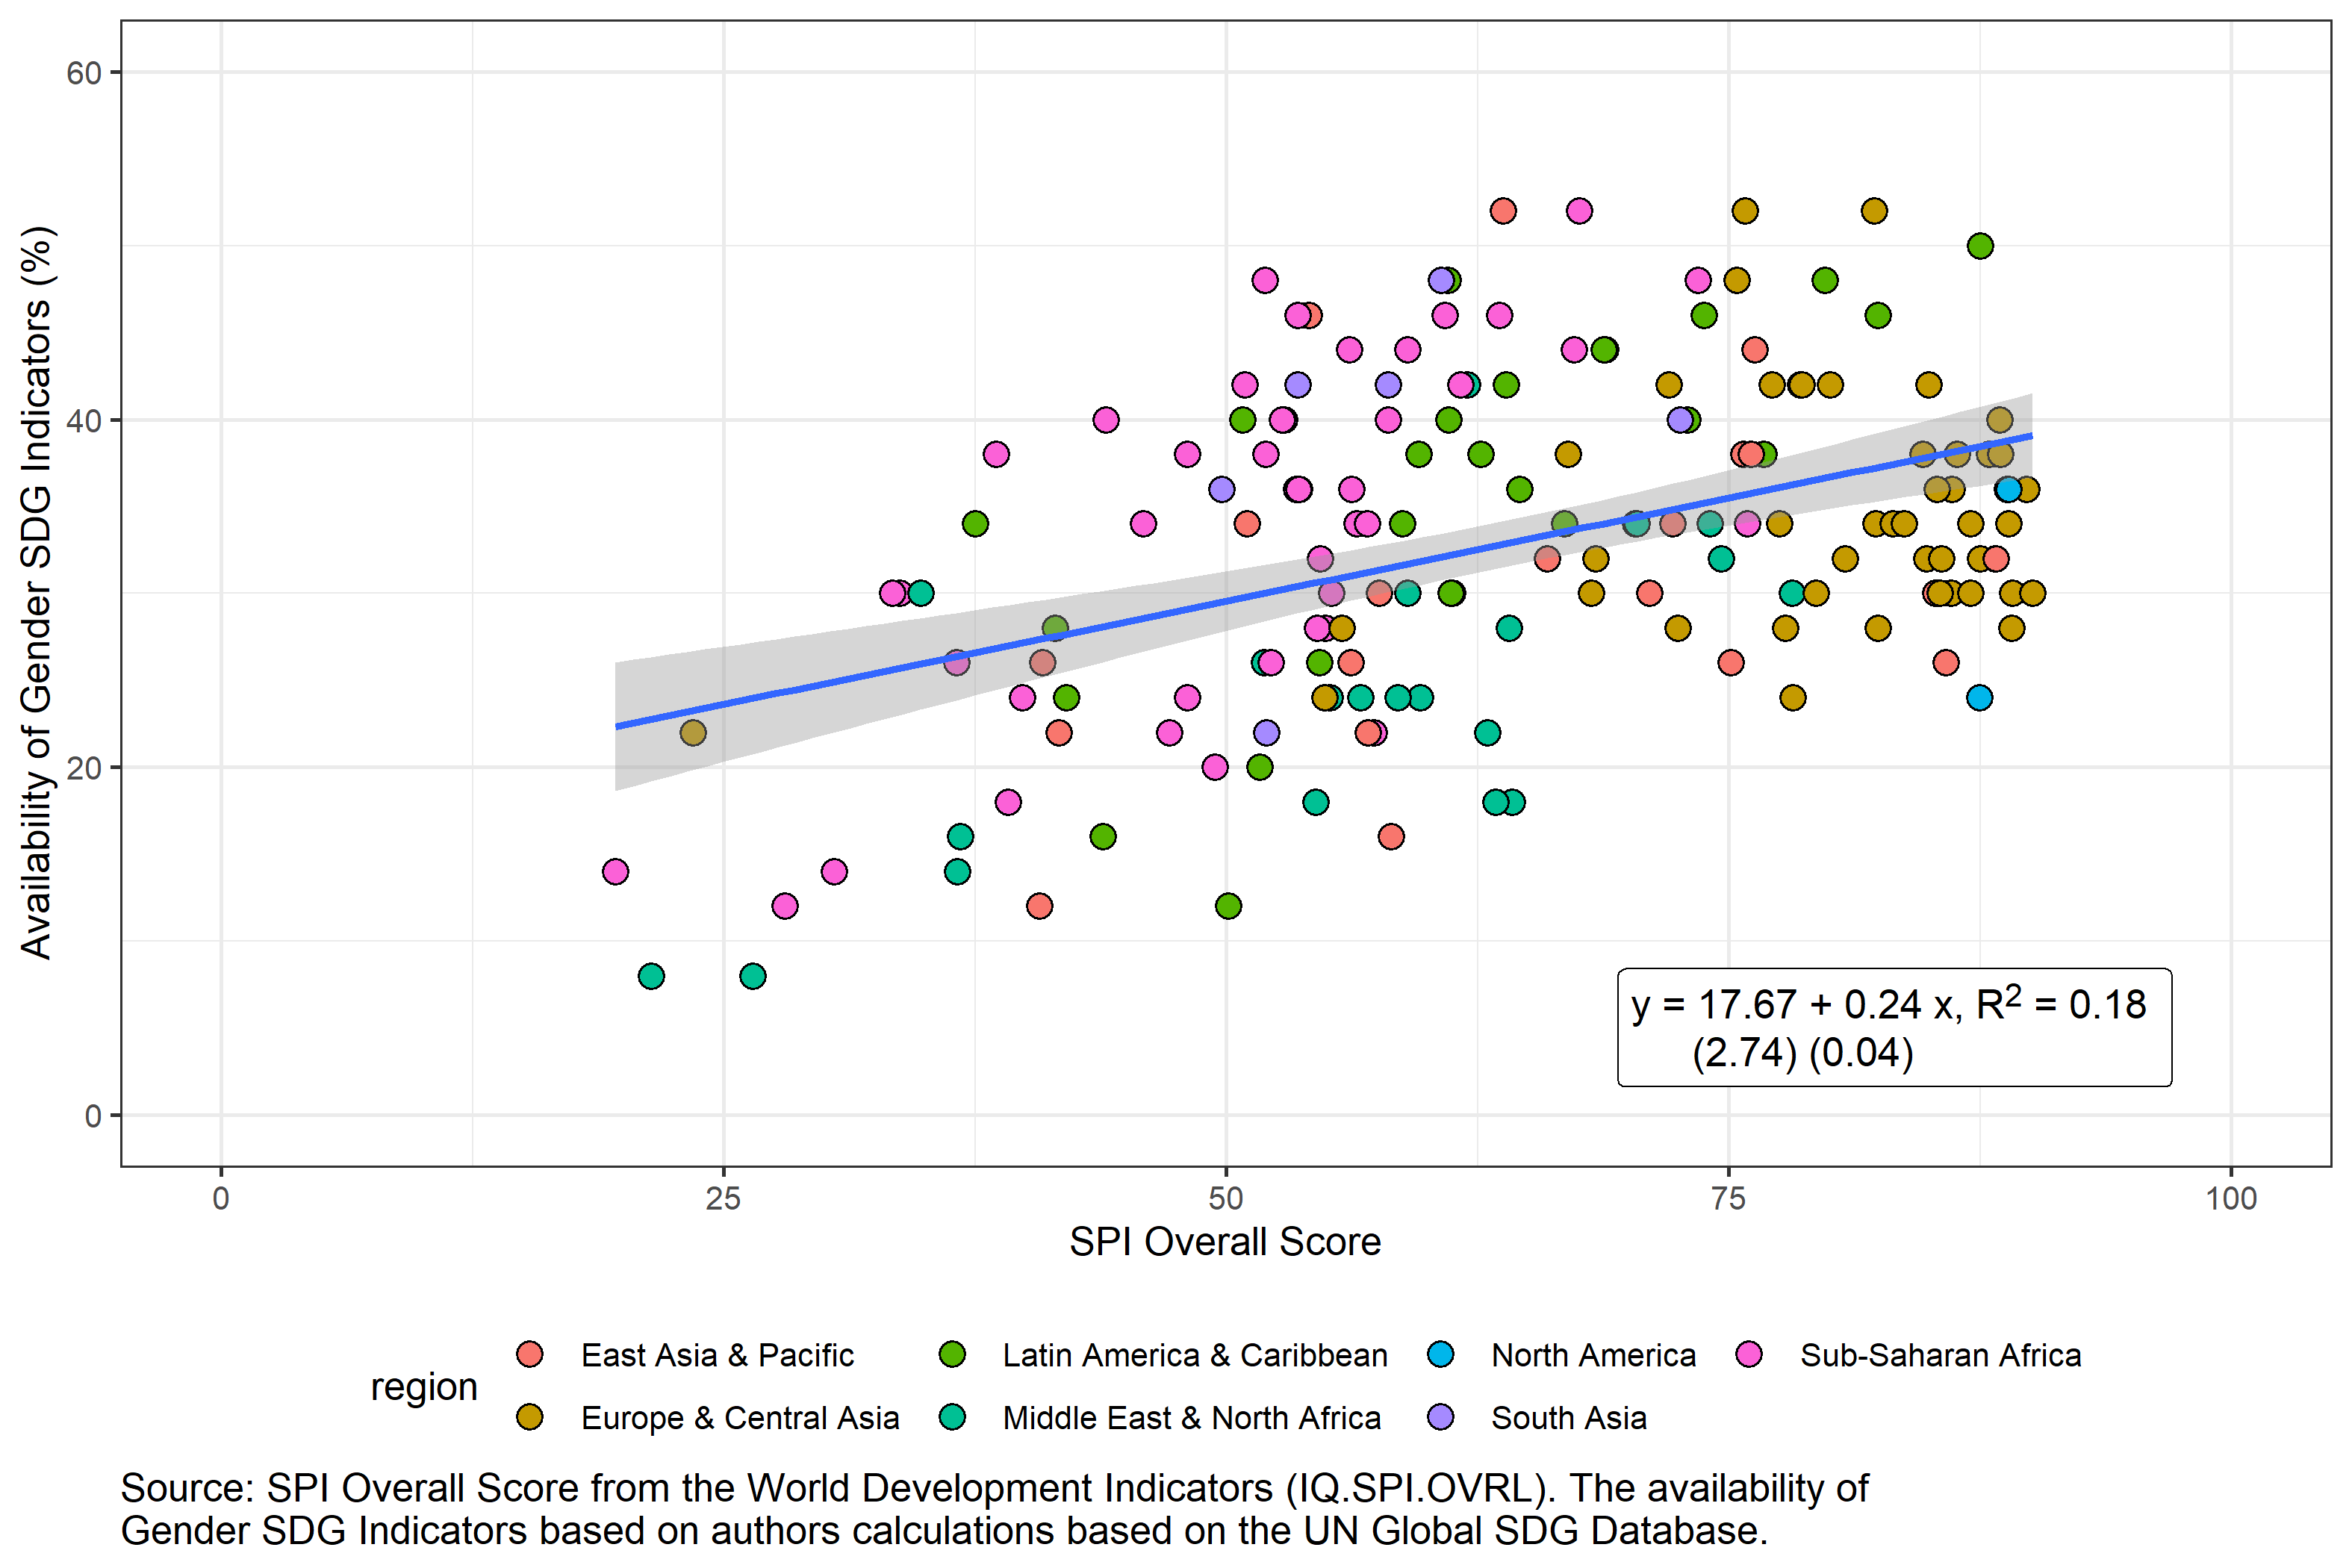 60
40
20
0
Availability of Gender SDG Indicators (%)
y = 17.67 + 0.24 x, R² = 0.18
(2.74) (0.04)
0 25 50 75 100
SPI Overall Score
region
East Asia & Pacific Latin America & Caribbean North America Sub-Saharan Africa
Europe & Central Asia Middle East & North Africa South Asia
Source: SPI Overall Score from the World Development Indicators (IQ.SPI.OVRL). The availability of
Gender SDG Indicators based on authors calculations based on the UN Global SDG Database.